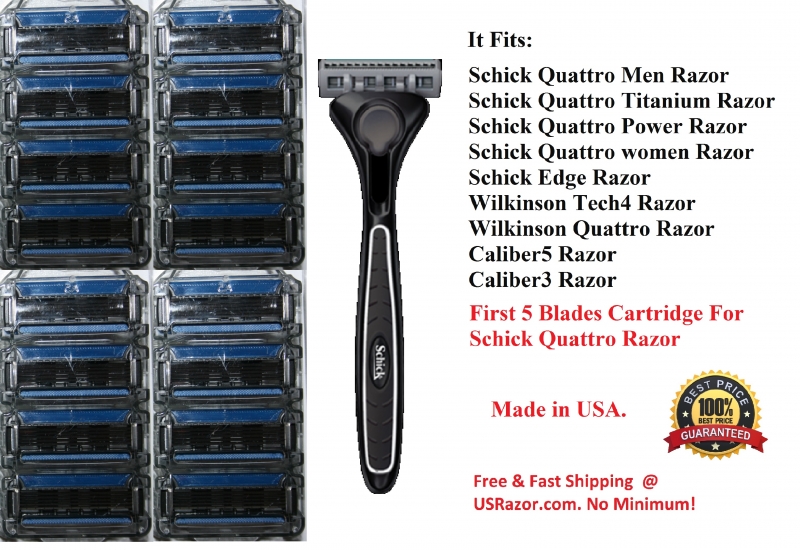 It Fits:
Schick Quattro Men Razor
Schick Quattro Titanium Razor
Schick Quattro Power Razor
Schick Quattro women Razor
Schick Edge Razor
Wilkinson Tech4 Razor
Wilkinson Quattro Razor
Caliber5 Razor
Caliber3 Razor
First 5 Blades Cartridge For
Schick Quattro Razor
Schick
Made in USA.
BEST PRICE
100%
BEST PRICE
GUARANTEED
Free & Fast Shipping @
USRazor.com. No Minimum!